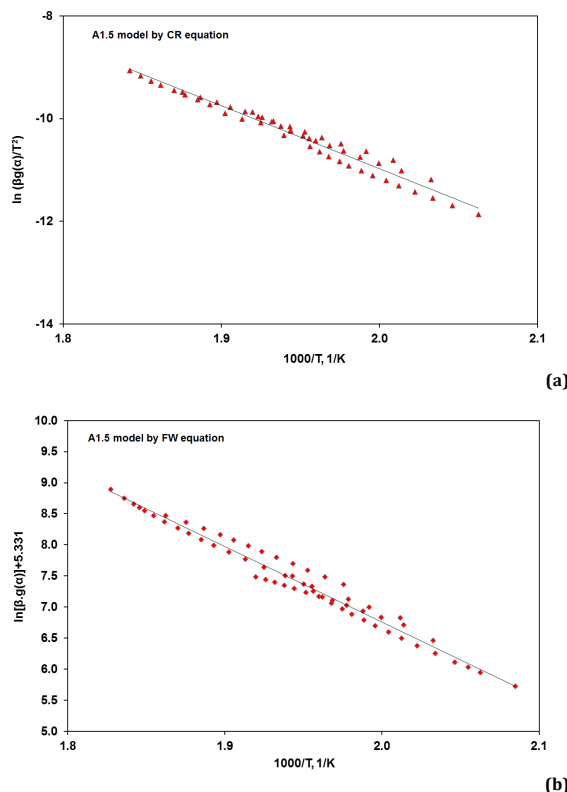 -8
A1.5 model by CR equation
-10
ln (βg(α)/T²)
-12
-14
1.8
1.9
2.0
2.1
1000/T, 1/K
(a)
10.0
A1.5 model by FW equation
9.5
9.0
8.5
8.0
ln[β.g(α)]+5.331
7.5
7.0
6.5
6.0
5.5
5.0
1.8
1.9
2.0
2.1
1000/T, 1/K
(b)